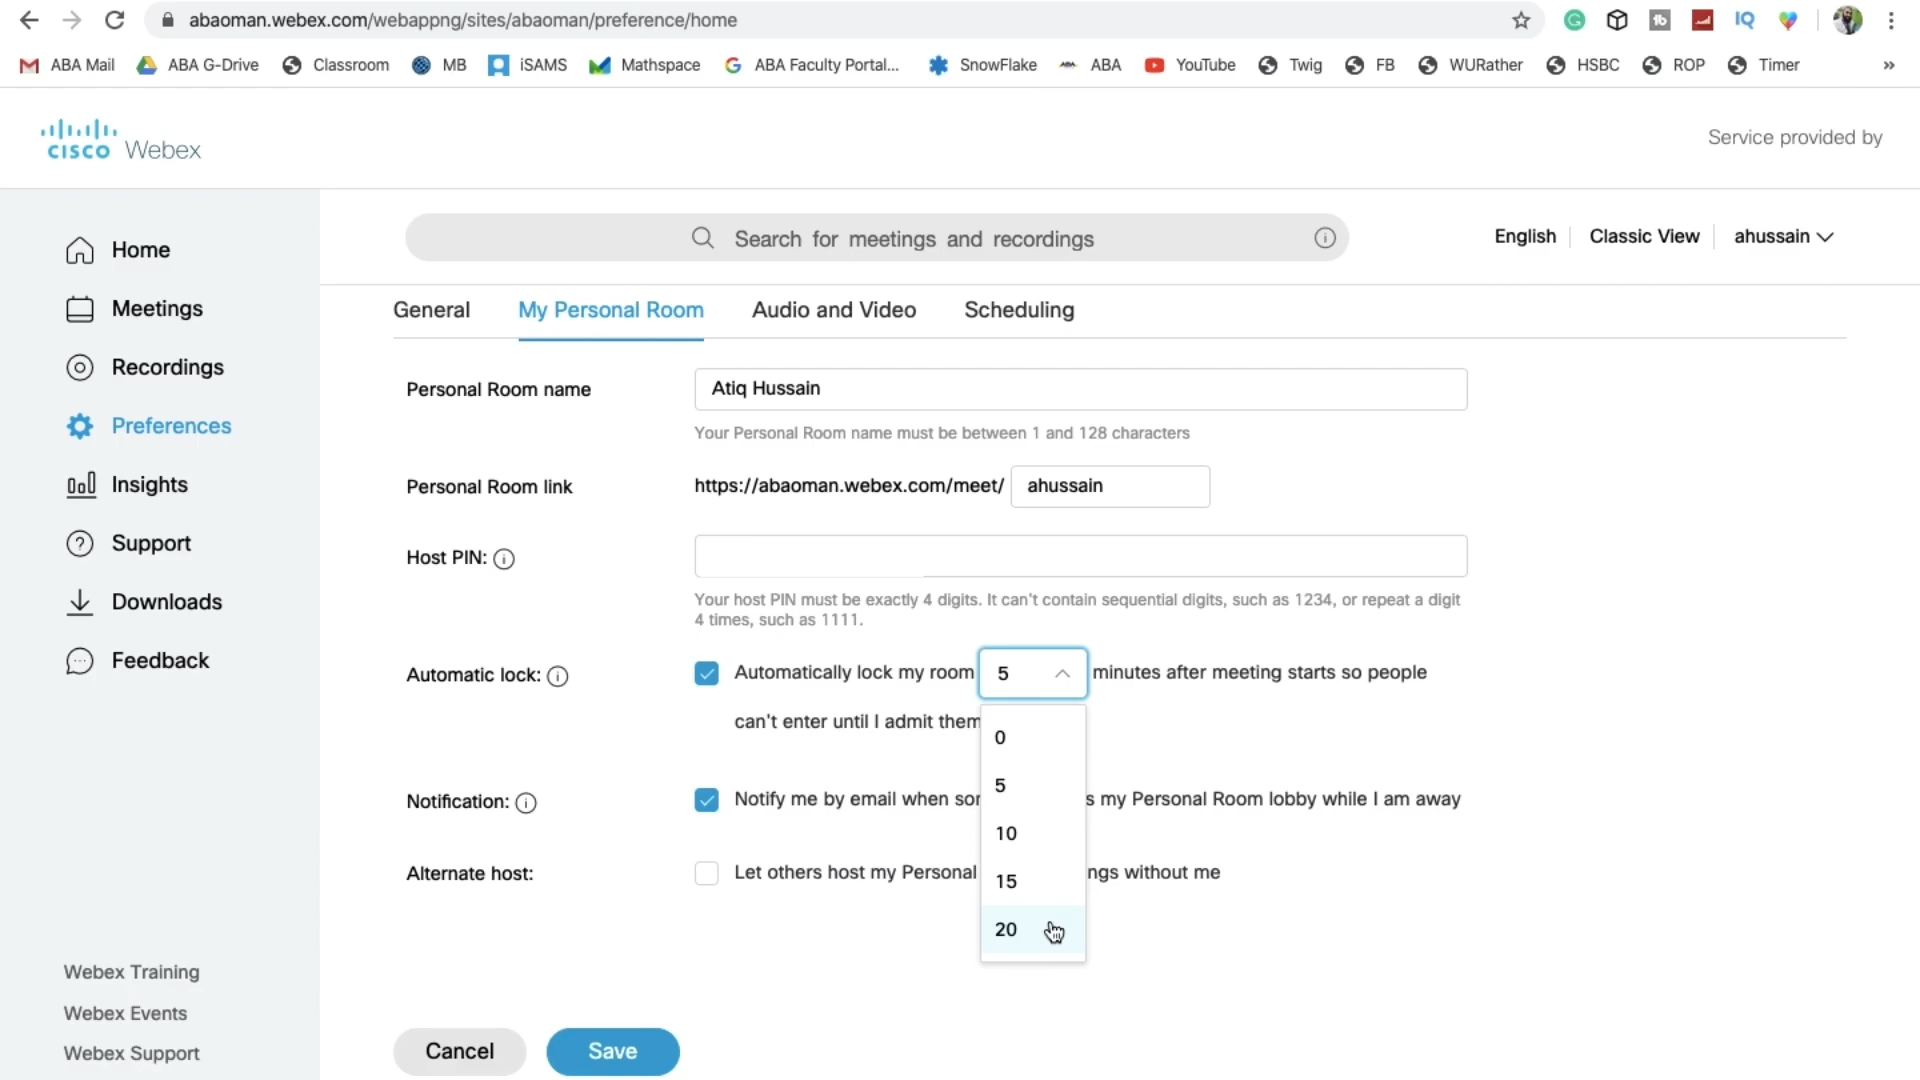 abaoman.webex.com/webappng/sites/abaoman/preference/home
ABA Mail ABA G-Drive Classroom MB iSAMS Mathspace ABA Faculty Portal... SnowFlake ABA YouTube Twig FB WURather HSBC ROP Timer »
CISCO Webex
Service provided by
Search for meetings and recordings
English Classic View ahussain
Home
Meetings
Recordings
Preferences
Insights
Support
Downloads
Feedback
Webex Training
Webex Events
Webex Support
General My Personal Room Audio and Video Scheduling
Personal Room name Atiq Hussain
Your Personal Room name must be between 1 and 128 characters
Personal Room link https://abaoman.webex.com/meet/ ahussain
Host PIN:
Your host PIN must be exactly 4 digits. It can't contain sequential digits, such as 1234, or repeat a digit
4 times, such as 1111.
Automatic lock: Automatically lock my room 5 minutes after meeting starts so people
can't enter until I admit them
0
5
10
15
20
Notification: Notify me by email when sor s my Personal Room lobby while I am away
Alternate host: Let others host my Personal ngs without me
Cancel Save